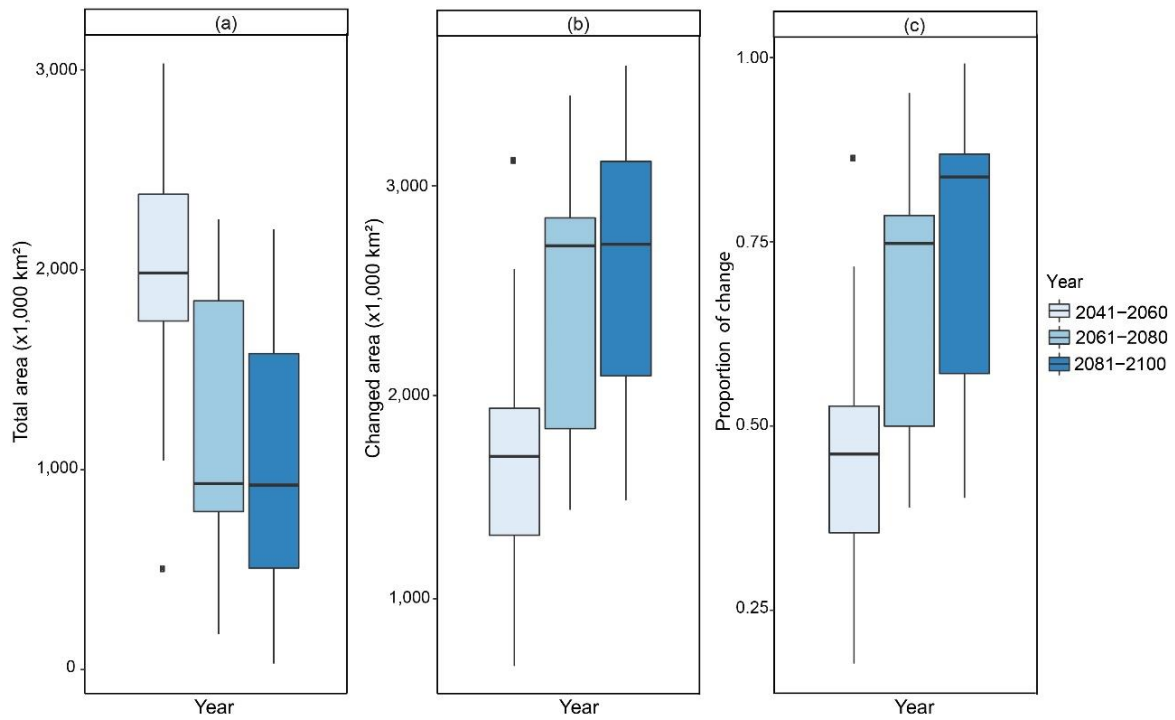 (a)
Total area (x1,000 km²)
3,000
2,000
1,000
0
Year
(b)
Changed area (x1,000 km²)
3,000
2,000
1,000
Year
(c)
Proportion of change
1.00
0.75
0.50
0.25
Year
Year
2041−2060
2061−2080
2081−2100